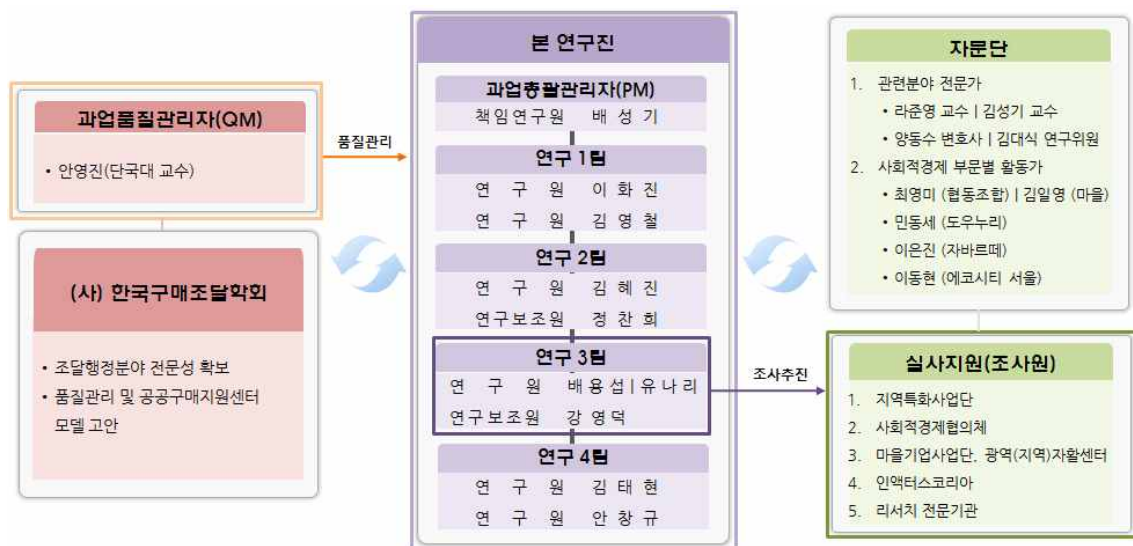 과업품질관리자(QM)
• 안영진(단국대 교수)
(사) 한국구매조달학회
• 조달행정분야 전문성 확보
• 품질관리 및 공공구매지원센터
모델 고안
품질관리
본 연구진
과업총괄관리자(PM)
책임연구원 배성기
연구 1팀
연 구 원 이화진
연 구 원 김영철
연구 2팀
연 구 원 김혜진
연구보조원 정찬희
연구 3팀
연 구 원 배용섭|유나리
연구보조원 강영덕
연구 4팀
연 구 원 김태현
연 구 원 안창규
조사추진
자문단
1. 관련분야 전문가
• 라준영 교수 | 김성기 교수
• 양동수 변호사 | 김대식 연구위원
2. 사회적경제 부문별 활동가
• 최영미 (협동조합) | 김일영 (마을)
• 민동세 (도우누리)
• 이은진 (자바르떼)
• 이동현 (에코시티 서울)
실사지원(조사원)
1. 지역특화사업단
2. 사회적경제협의체
3. 마을기업사업단, 광역(지역)자활센터
4. 인액터스코리아
5. 리서치 전문기관